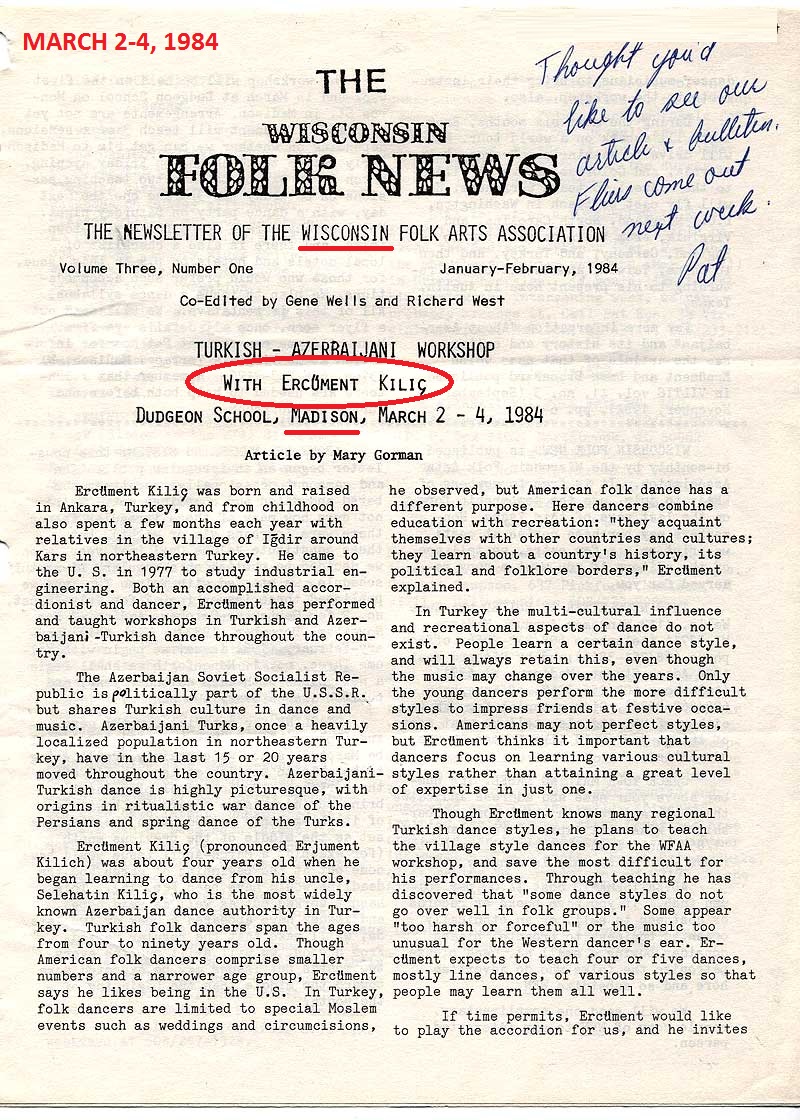 MARCH 2-4, 1984
Thought you'd
like to see our
article & bulletin.
Fliers come out
next week.
Pat
THE
WISCONSIN
FOLK NEWS
THE NEWSLETTER OF THE WISCONSIN FOLK ARTS ASSOCIATION
Volume Three, Number One January-February, 1984
Co-Edited by Gene Wells and Richard West
TURKISH - AZERBAIJANI WORKSHOP
WITH ERCÜMENT KILIÇ
DUDGEON SCHOOL, MADISON, MARCH 2 - 4, 1984
Article by Mary Gorman
Ercüment Kiliç was born and raised
in Ankara, Turkey, and from childhood on
also spent a few months each year with
relatives in the village of Iğdir around
Kars in northeastern Turkey. He came to
the U. S. in 1977 to study industrial en-
gineering. Both an accomplished accor-
dionist and dancer, Ercüment has performed
and taught workshops in Turkish and Azer-
baijani-Turkish dance throughout the coun-
try.
The Azerbaijan Soviet Socialist Re-
public is politically part of the U.S.S.R.
but shares Turkish culture in dance and
music. Azerbaijani Turks, once a heavily
localized population in northeastern Tur-
key, have in the last 15 or 20 years
moved throughout the country. Azerbaijani-
Turkish dance is highly picturesque, with
origins in ritualistic war dance of the
Persians and spring dance of the Turks.
Ercüment Kiliç (pronounced Erjument
Kilich) was about four years old when he
began learning to dance from his uncle,
Selehatin Kiliç, who is the most widely
known Azerbaijan dance authority in Tur-
key. Turkish folk dancers span the ages
from four to ninety years old. Though
American folk dancers comprise smaller
numbers and a narrower age group, Ercüment
says he likes being in the U.S. In Turkey,
folk dancers are limited to special Moslem
events such as weddings and circumcisions,
he observed, but American folk dance has a
different purpose. Here dancers combine
education with recreation: "they acquaint
themselves with other countries and cultures;
they learn about a country's history, its
political and folklore borders," Ercüment
explained.
In Turkey the multi-cultural influence
and recreational aspects of dance do not
exist. People learn a certain dance style,
and will always retain this, even though
the music may change over the years. Only
the young dancers perform the more difficult
styles to impress friends at festive occa-
sions. Americans may not perfect styles,
but Ercüment thinks it important that
dancers focus on learning various cultural
styles rather than attaining a great level
of expertise in just one.
Though Ercüment knows many regional
Turkish dance styles, he plans to teach
the village style dances for the WFAA
workshop, and save the most difficult for
his performances. Through teaching he has
discovered that "some dance styles do not
go over well in folk groups." Some appear
"too harsh or forceful" or the music too
unusual for the Western dancer's ear. Er-
cüment expects to teach four or five dances,
mostly line dances, of various styles so that
people may learn them all well.
If time permits, Ercüment would like
to play the accordion for us, and he invites